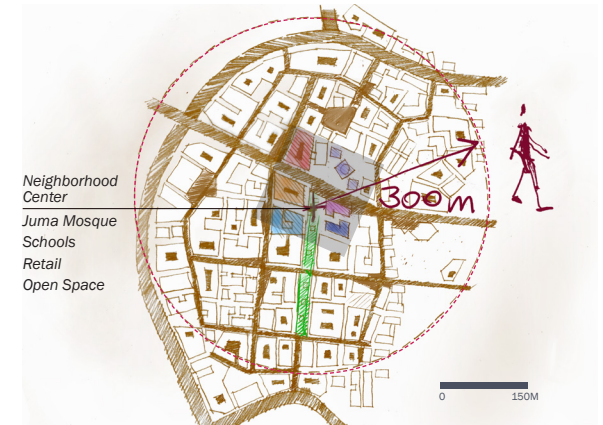 Neighborhood
Center
Juma Mosque
Schools
Retail
Open Space
300m
0 150M